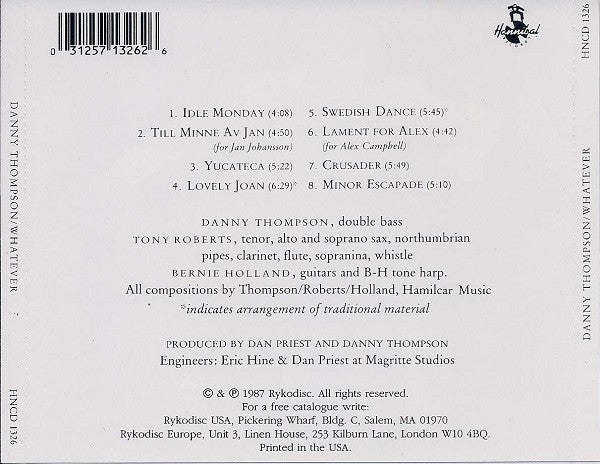 0 31257 13262 6
Hannibal
DANNY THOMPSON/WHATEVER
HNCD 1326
HNCD 1326
DANNY THOMPSON/WHATEVER
1. IDLE MONDAY (4:08)
2. TILL MINNE AV JAN (4:50)
(for Jan Johansson)
3. YUCATECA (5:22)
4. LOVELY JOAN (6:29)*
5. SWEDISH DANCE (5:45)*
6. LAMENT FOR ALEX (4:42)
(for Alex Campbell)
7. CRUSADER (5:49)
8. MINOR ESCAPADE (5:10)
DANNY THOMPSON, double bass
TONY ROBERTS, tenor, alto and soprano sax, northumbrian
pipes, clarinet, flute, sopranina, whistle
BERNIE HOLLAND, guitars and B-H tone harp.
All compositions by Thompson/Roberts/Holland, Hamilcar Music
*indicates arrangement of traditional material
PRODUCED BY DAN PRIEST AND DANNY THOMPSON
Engineers: Eric Hine & Dan Priest at Magritte Studios
© & ℗ 1987 Rykodisc. All rights reserved.
For a free catalogue write:
Rykodisc USA, Pickering Wharf, Bldg. C, Salem, MA 01970
Rykodisc Europe, Unit 3, Linen House, 253 Kilburn Lane, London W10 4BQ.
Printed in the USA.